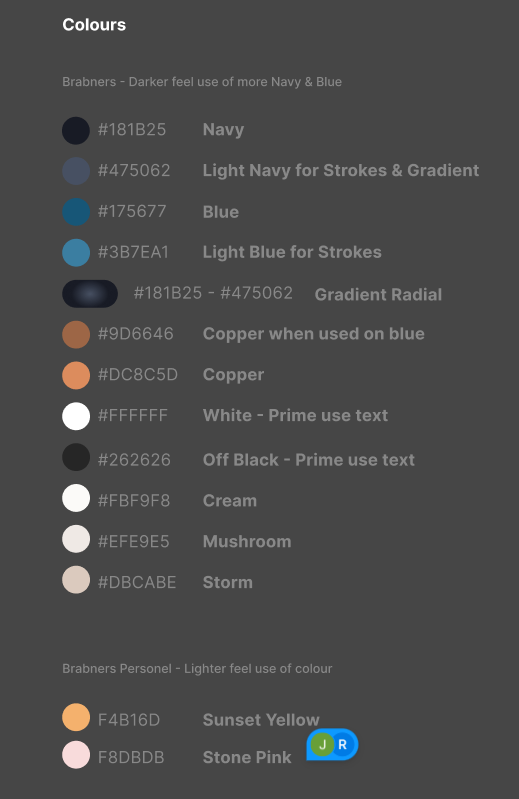 Colours
Brabners - Darker feel use of more Navy & Blue
#181B25 Navy
#475062 Light Navy for Strokes & Gradient
#175677 Blue
#3B7EA1 Light Blue for Strokes
#181B25 - #475062 Gradient Radial
#9D6646 Copper when used on blue
#DC8C5D Copper
#FFFFFF White - Prime use text
#262626 Off Black - Prime use text
#FBF9F8 Cream
#EFE9E5 Mushroom
#DBCABE Storm
Brabners Personel - Lighter feel use of colour
F4B16D Sunset Yellow
F8DBDB Stone Pink
J R